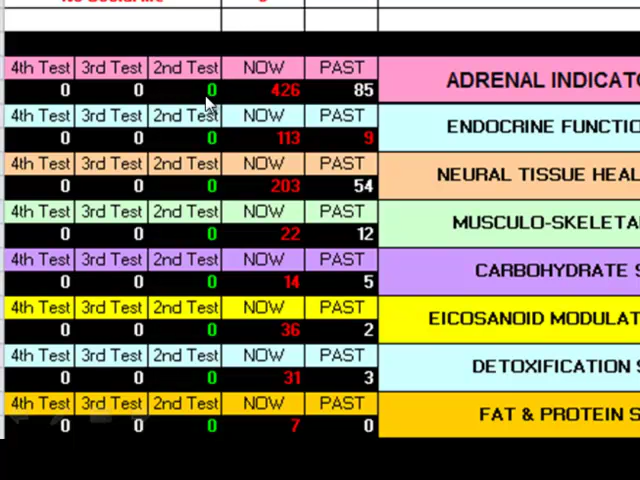 4th Test 3rd Test 2nd Test NOW PAST ADRENAL INDICATO
0 0 0 426 85
4th Test 3rd Test 2nd Test NOW PAST ENDOCRINE FUNCTIO
0 0 0 113 9
4th Test 3rd Test 2nd Test NOW PAST NEURAL TISSUE HEAL
0 0 0 203 54
4th Test 3rd Test 2nd Test NOW PAST MUSCULO-SKELETA
0 0 0 22 12
4th Test 3rd Test 2nd Test NOW PAST CARBOHYDRATE S
0 0 0 14 5
4th Test 3rd Test 2nd Test NOW PAST EICOSANOID MODULAT
0 0 0 36 2
4th Test 3rd Test 2nd Test NOW PAST DETOXIFICATION S
0 0 0 31 3
4th Test 3rd Test 2nd Test NOW PAST FAT & PROTEIN S
0 0 0 7 0